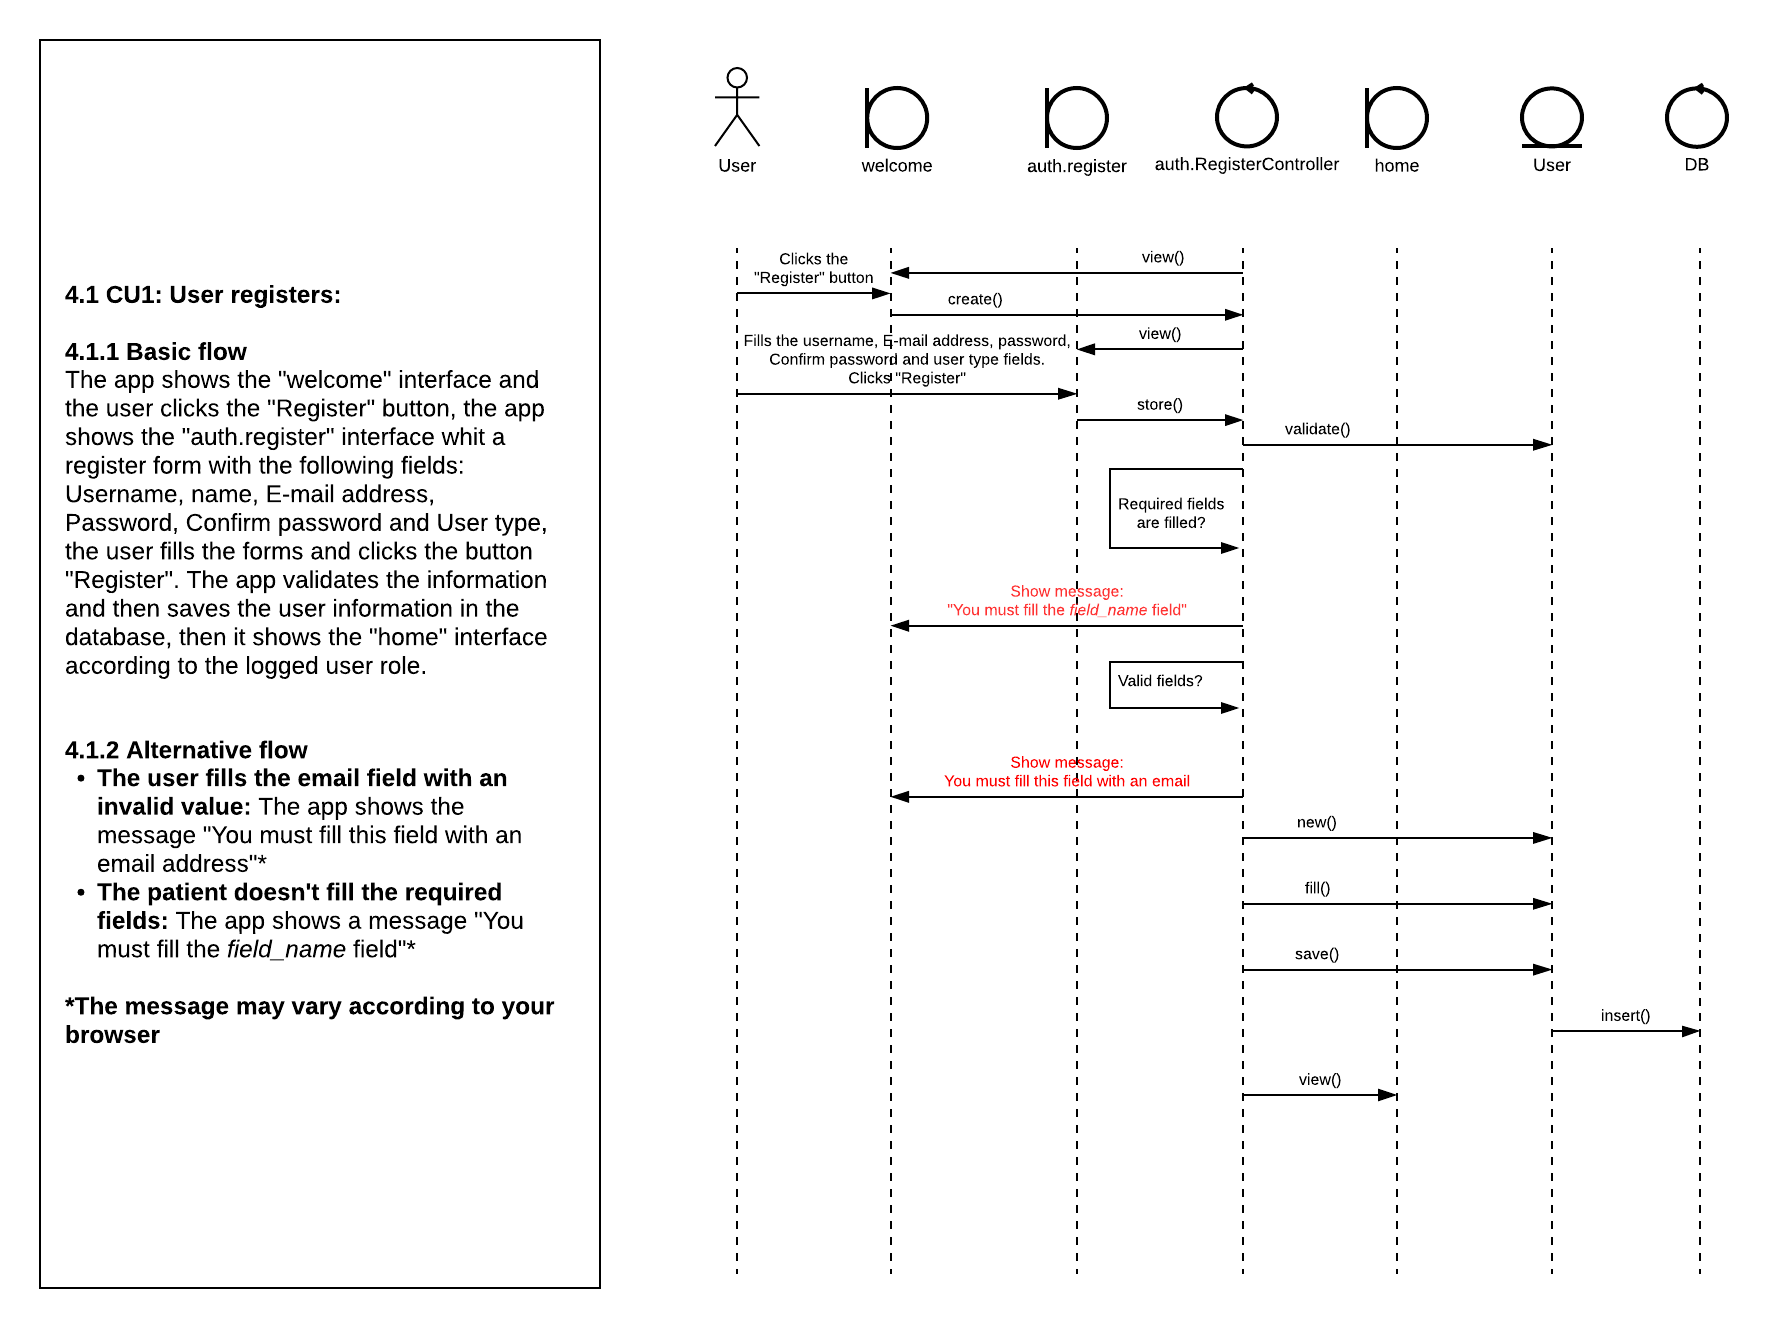 4.1 CU1: User registers:
4.1.1 Basic flow
The app shows the "welcome" interface and
the user clicks the "Register" button, the app
shows the "auth.register" interface whit a
register form with the following fields:
Username, name, E-mail address,
Password, Confirm password and User type,
the user fills the forms and clicks the button
"Register". The app validates the information
and then saves the user information in the
database, then it shows the "home" interface
according to the logged user role.
4.1.2 Alternative flow
• The user fills the email field with an
invalid value: The app shows the
message "You must fill this field with an
email address"*
• The patient doesn't fill the required
fields: The app shows a message "You
must fill the field_name field"*
*The message may vary according to your
browser
User
welcome
auth.register
auth.RegisterController
home
User
DB
Clicks the
"Register" button
view()
create()
view()
Fills the username, E-mail address, password,
Confirm password and user type fields.
Clicks "Register"
store()
validate()
Required fields
are filled?
Show message:
"You must fill the field_name field"
Valid fields?
Show message:
You must fill this field with an email
new()
fill()
save()
insert()
view()